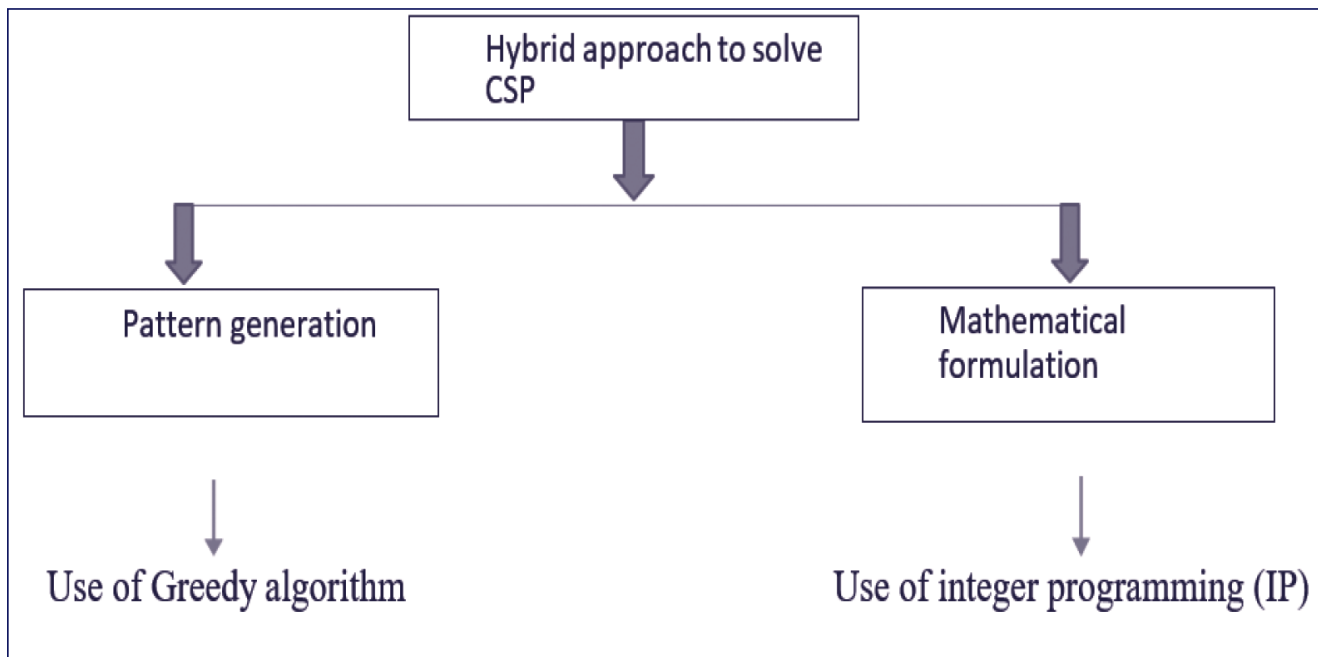 Hybrid approach to solve
CSP
Pattern generation
Mathematical
formulation
Use of Greedy algorithm
Use of integer programming (IP)